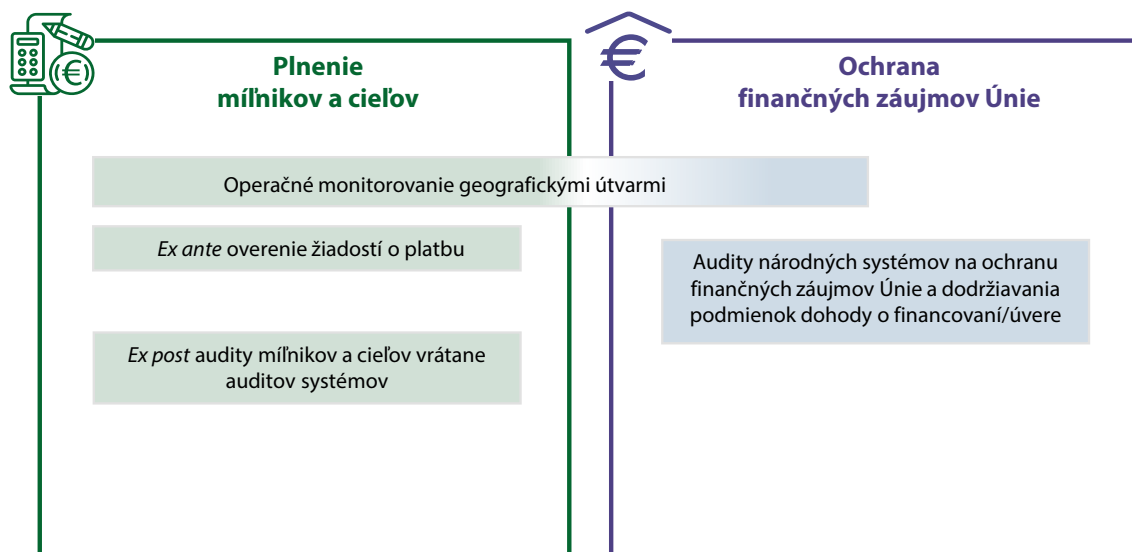 Plnenie
míľnikov a cieľov
Ochrana
finančných záujmov Únie
Operačné monitorovanie geografickými útvarmi
Ex ante overenie žiadostí o platbu
Audity národných systémov na ochranu
finančných záujmov Únie a dodržiavania
podmienok dohody o financovaní/úvere
Ex post audity míľnikov a cieľov vrátane
auditov systémov